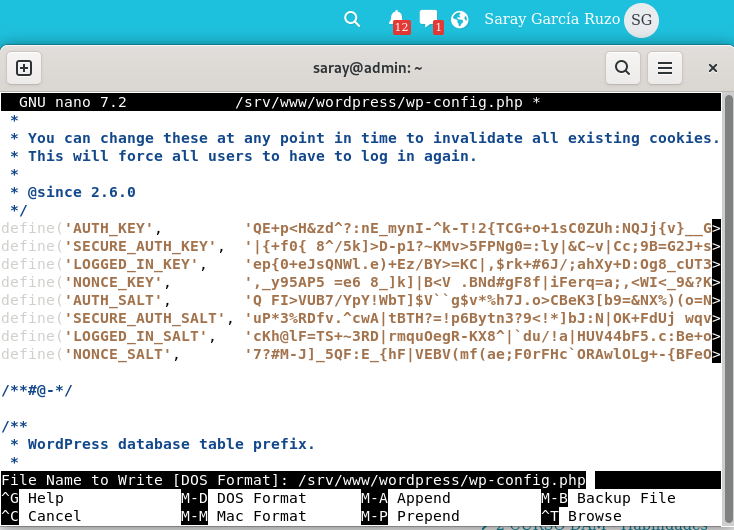 12
1
Saray García Ruzo
SG
saray@admin: ~
GNU nano 7.2 /srv/www/wordpress/wp-config.php *
*
* You can change these at any point in time to invalidate all existing cookies.
* This will force all users to have to log in again.
*
* @since 2.6.0
*/
define('AUTH_KEY', 'QE+p<H&zd^?:nE_mynI-^k-T!2{TCG+o+1sC0ZUh:NQJj{v}__G>
define('SECURE_AUTH_KEY', '|{+f0{ 8^/5k]>D-p1?~KMv>5FPNg0=:ly|&C~v|Cc;9B=G2J+s>
define('LOGGED_IN_KEY', 'ep{0+eJsQNWl.e)+Ez/BY>=KC|,$rk+#6J/;ahXy+D:Og8_cUT3>
define('NONCE_KEY', ',_y95AP5 =e6 8_]k]|B<V .BNd#gF8f|iFerq=a;,<WI<_9&?K>
define('AUTH_SALT', 'Q FI>VUB7/YpY!WbT]$V``g$v*%h7J.o>CBeK3[b9=&NX%)(o=N>
define('SECURE_AUTH_SALT', 'uP*3%RDfv.^cwA|tBTH?=!p6Bytn3?9<!*]bJ:N|OK+FdUj wqv>
define('LOGGED_IN_SALT', 'cKh@lF=TS+~3RD|rmquOegR-KX8^|`du/!a|HUV44bF5.c:Be+o>
define('NONCE_SALT', '7?#M-J]_5QF:E_{hF|VEBV(mf(ae;F0rFHc`ORAwlOLg+-{BFeO>
/**#@-*/
/**
* WordPress database table prefix.
*
File Name to Write [DOS Format]: /srv/www/wordpress/wp-config.php
^G Help M-D DOS Format M-A Append M-B Backup File
^C Cancel M-M Mac Format M-P Prepend ^T Browse